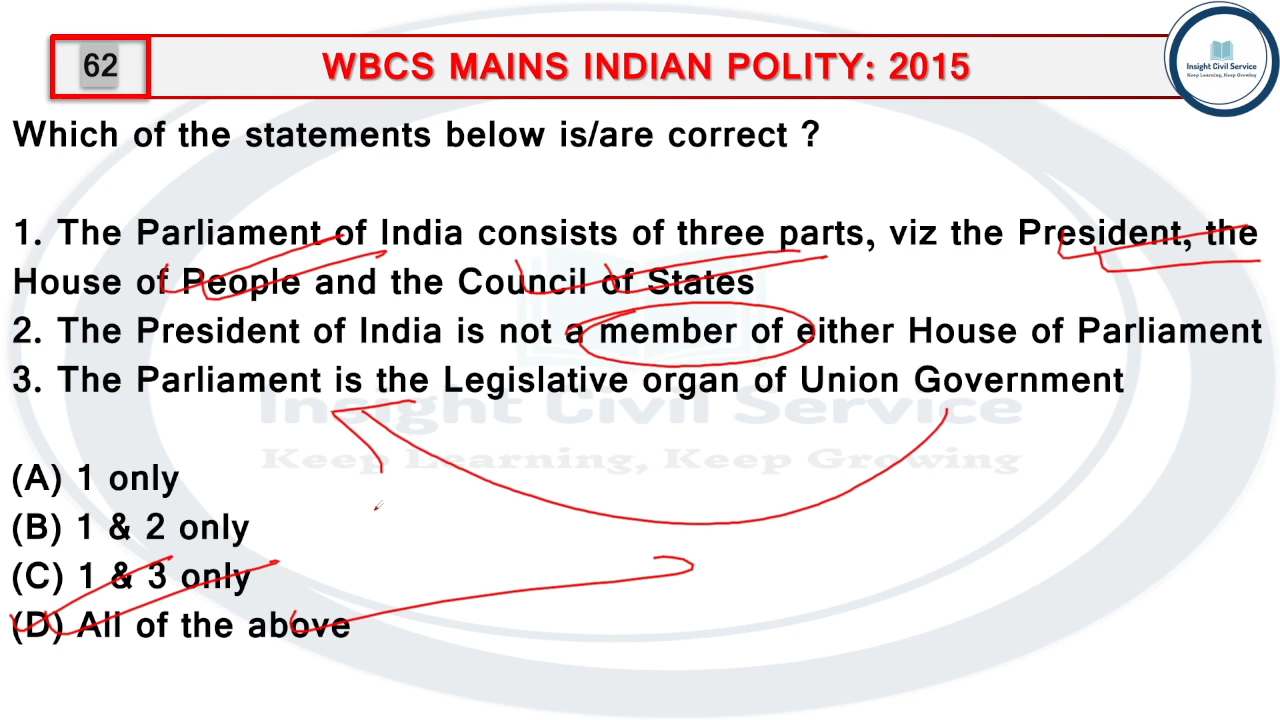 62
WBCS MAINS INDIAN POLITY: 2015
Insight Civil Service
Keep Learning, Keep Growing
Which of the statements below is/are correct ?
1. The Parliament of India consists of three parts, viz the President, the
House of People and the Council of States
2. The President of India is not a member of either House of Parliament
3. The Parliament is the Legislative organ of Union Government
Insight Civil Service
Keep Learning, Keep Growing
(A) 1 only
(B) 1 & 2 only
(C) 1 & 3 only
(D) All of the above